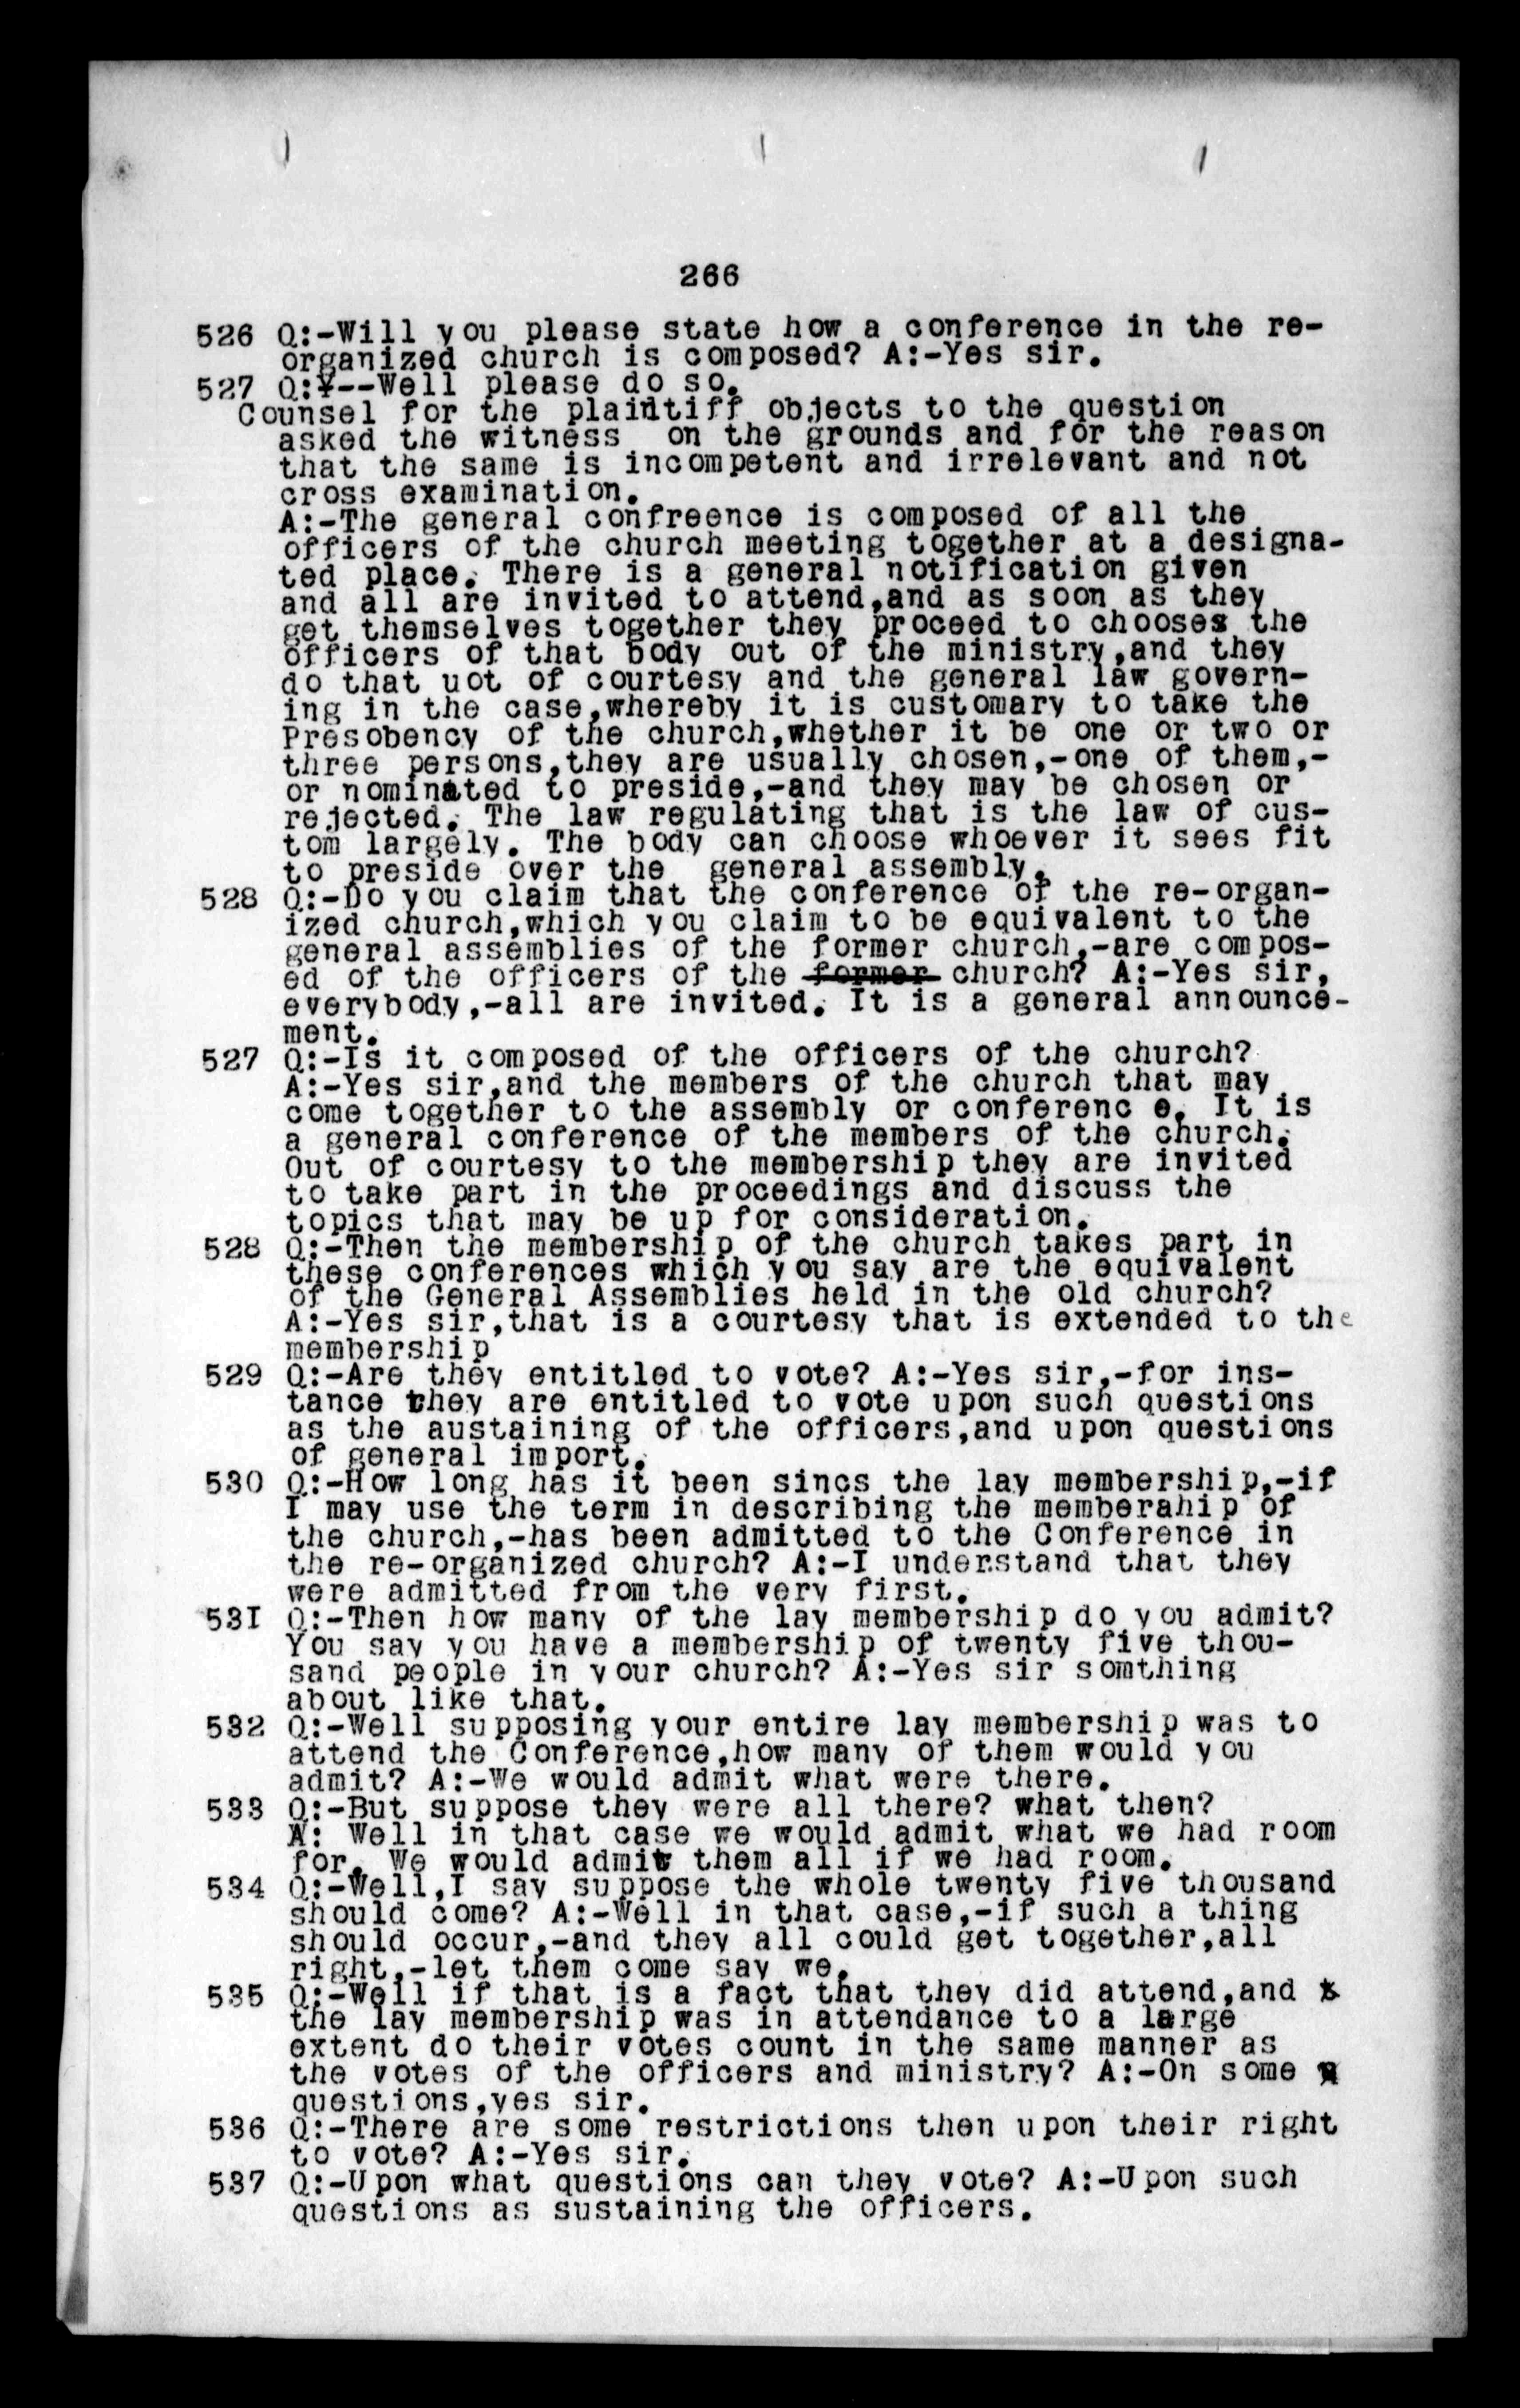 266
526 Q:-Will you please state how a conference in the re-
organized church is composed? A:-Yes sir.
527 Q:¥--Well please do so.
Counsel for the plaintiff objects to the question
asked the witness on the grounds and for the reason
that the same is incompetent and irrelevant and not
cross examination.
A:-The general confreence is composed of all the
officers of the church meeting together at a designa-
ted place. There is a general notification given
and all are invited to attend,and as soon as they
get themselves together they proceed to chooses the
officers of that body out of the ministry,and they
do that uot of courtesy and the general law govern-
ing in the case,whereby it is customary to take the
Presobency of the church,whether it be one or two or
three persons,they are usually chosen,-one of them,-
or nominated to preside,-and they may be chosen or
rejected. The law regulating that is the law of cus-
tom largely. The body can choose whoever it sees fit
to preside over the general assembly.
528 Q:-Do you claim that the conference of the re-organ-
ized church,which you claim to be equivalent to the
general assemblies of the former church,-are compos-
ed of the officers of the former church? A:-Yes sir,
everybody,-all are invited. It is a general announce-
ment.
527 Q:-Is it composed of the officers of the church?
A:-Yes sir,and the members of the church that may
come together to the assembly or conferenc e. It is
a general conference of the members of the church.
Out of courtesy to the membership they are invited
to take part in the proceedings and discuss the
topics that may be up for consideration.
528 Q:-Then the membership of the church takes part in
these conferences which you say are the equivalent
of the General Assemblies held in the old church?
A:-Yes sir,that is a courtesy that is extended to the
membership
529 Q:-Are they entitled to vote? A:-Yes sir,-for ins-
tance they are entitled to vote upon such questions
as the austaining of the officers,and upon questions
of general import.
530 Q:-How long has it been sincs the lay membership,-if
I may use the term in describing the memberahip of
the church,-has been admitted to the Conference in
the re-organized church? A:-I understand that they
were admitted from the very first.
53I Q:-Then how many of the lay membership do you admit?
You say you have a membership of twenty five thou-
sand people in your church? A:-Yes sir somthing
about like that.
532 Q:-Well supposing your entire lay membership was to
attend the Conference,how many of them would you
admit? A:-We would admit what were there.
533 Q:-But suppose they were all there? what then?
A: Well in that case we would admit what we had room
for. We would admit them all if we had room.
534 Q:-Well,I say suppose the whole twenty five thousand
should come? A:-Well in that case,-if such a thing
should occur,-and they all could get together,all
right,-let them come say we.
535 Q:-Well if that is a fact that they did attend,and
the lay membership was in attendance to a large
extent do their votes count in the same manner as
the votes of the officers and ministry? A:-On some
questions,yes sir.
536 Q:-There are some restrictions then upon their right
to vote? A:-Yes sir.
537 Q:-Upon what questions can they vote? A:-Upon such
questions as sustaining the officers.